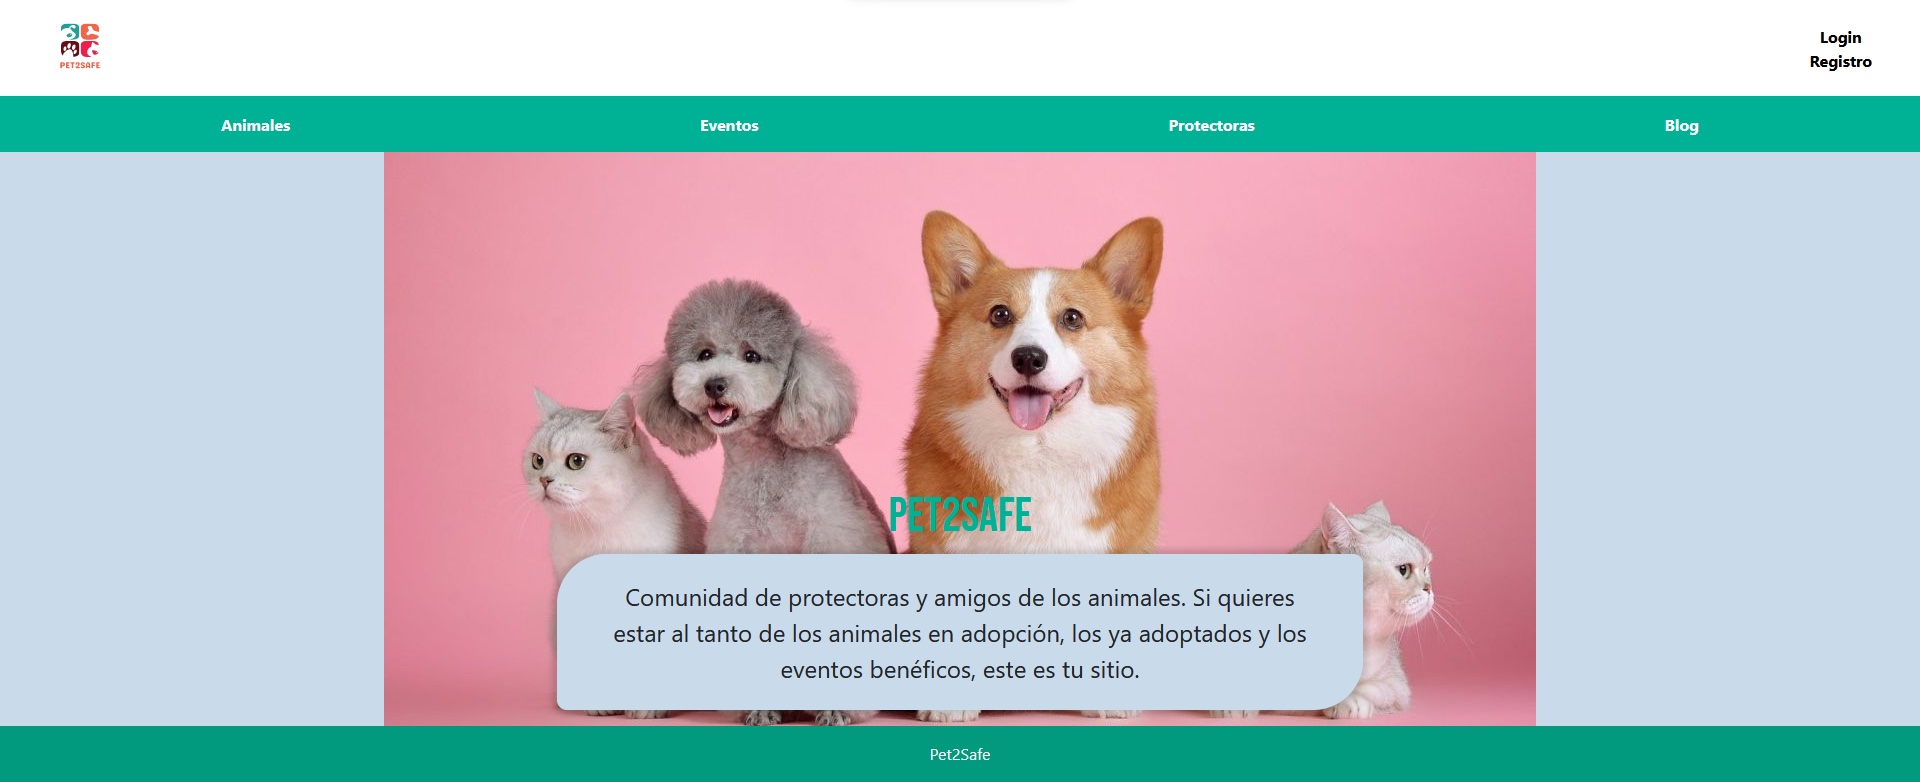 PET2SAFE
Login
Registro
Animales
Eventos
Protectoras
Blog
PET2SAFE
Comunidad de protectoras y amigos de los animales. Si quieres
estar al tanto de los animales en adopción, los ya adoptados y los
eventos benéficos, este es tu sitio.
Pet2Safe